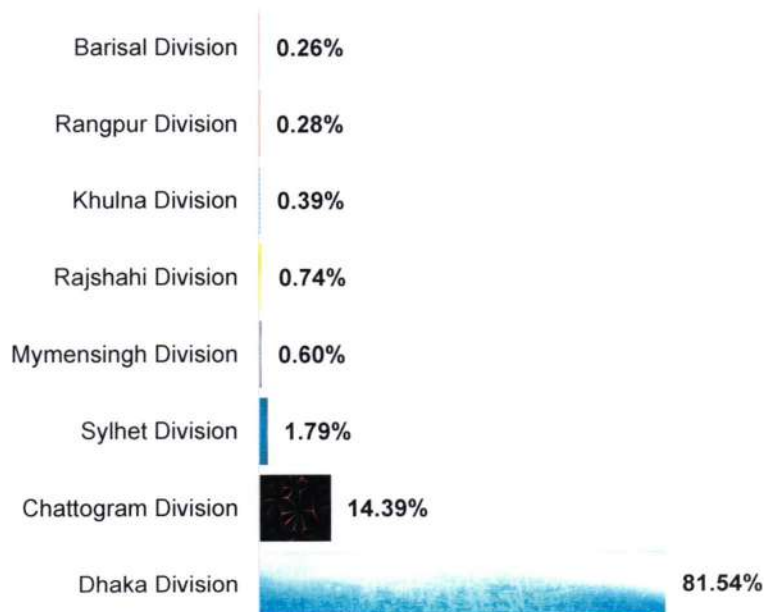 Barisal Division 0.26%
Rangpur Division 0.28%
Khulna Division 0.39%
Rajshahi Division 0.74%
Mymensingh Division 0.60%
Sylhet Division 1.79%
Chattogram Division 14.39%
Dhaka Division 81.54%